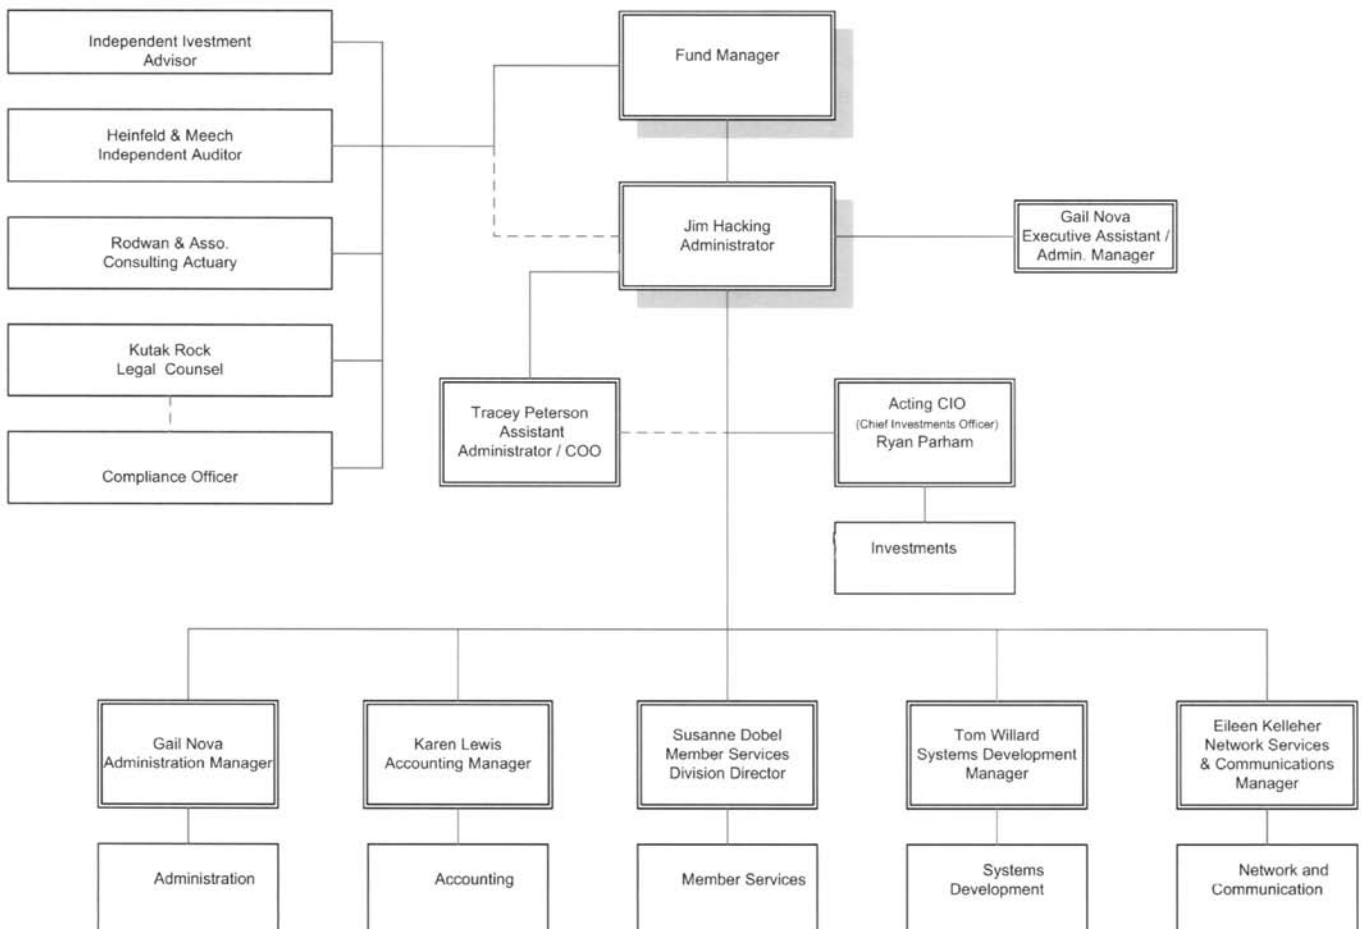 Independent Ivestment
Advisor
Fund Manager
Heinfeld & Meech
Independent Auditor
Jim Hacking
Administrator
Gail Nova
Executive Assistant /
Admin. Manager
Rodwan & Asso.
Consulting Actuary
Kutak Rock
Legal Counsel
Compliance Officer
Tracey Peterson
Assistant
Administrator / COO
Acting CIO
(Chief Investments Officer)
Ryan Parham
Investments
Gail Nova
Administration Manager
Karen Lewis
Accounting Manager
Susanne Dobel
Member Services
Division Director
Tom Willard
Systems Development
Manager
Eileen Kelleher
Network Services
& Communications
Manager
Administration
Accounting
Member Services
Systems
Development
Network and
Communication